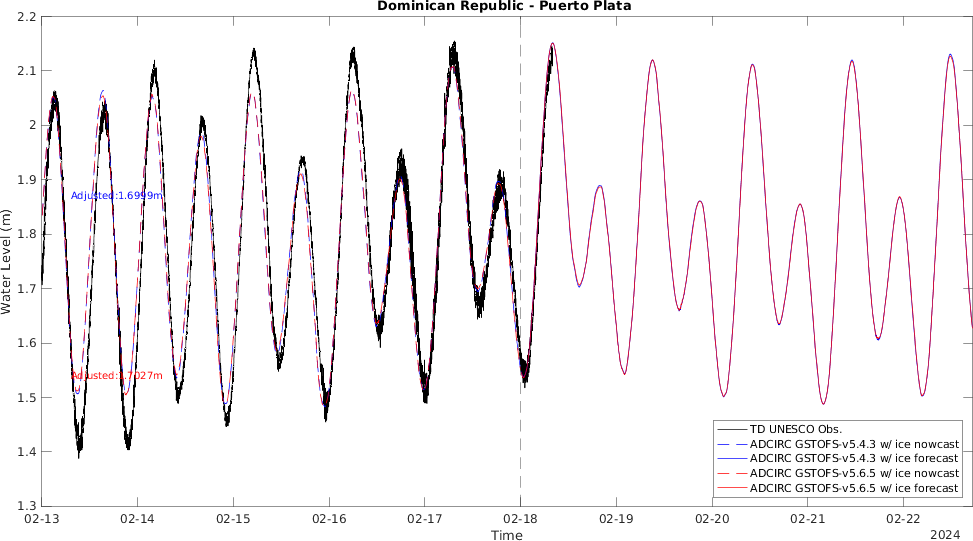 Dominican Republic - Puerto Plata
2.2
2.1
2
1.9
1.8
1.7
1.6
1.5
1.4
1.3
Water Level (m)
Adjusted:1.6999m
Adjusted:1.7027m
TD UNESCO Obs.
ADCIRC GSTOFS-v5.4.3 w/ ice nowcast
ADCIRC GSTOFS-v5.4.3 w/ ice forecast
ADCIRC GSTOFS-v5.6.5 w/ ice nowcast
ADCIRC GSTOFS-v5.6.5 w/ ice forecast
02-13 02-14 02-15 02-16 02-17 02-18 02-19 02-20 02-21 02-22
Time
2024